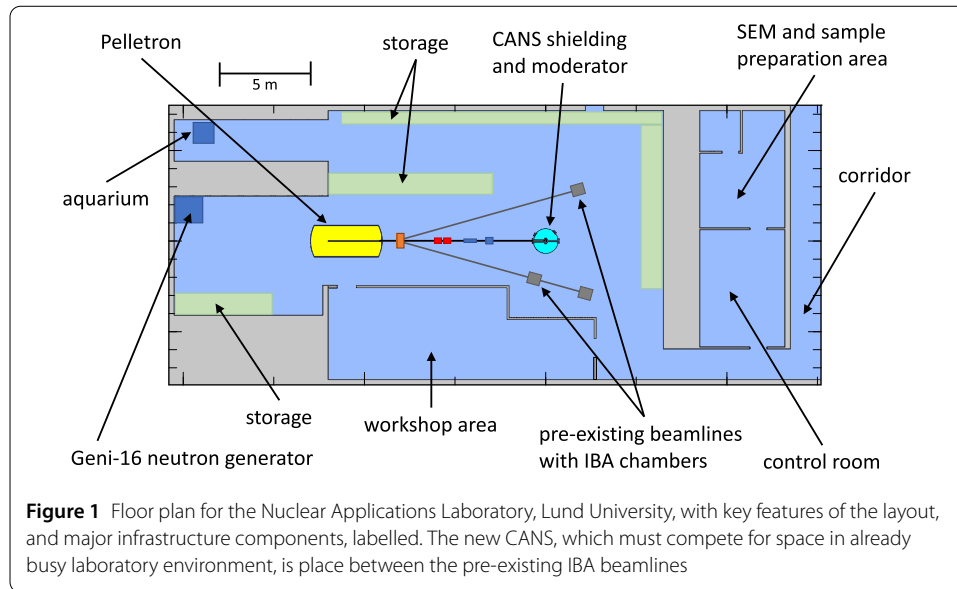 Pelletron
5 m
storage
CANS shielding
and moderator
SEM and sample
preparation area
aquarium
corridor
storage
Geni-16 neutron generator
workshop area
pre-existing beamlines
with IBA chambers
control room
Figure 1 Floor plan for the Nuclear Applications Laboratory, Lund University, with key features of the layout,
and major infrastructure components, labelled. The new CANS, which must compete for space in already
busy laboratory environment, is place between the pre-existing IBA beamlines